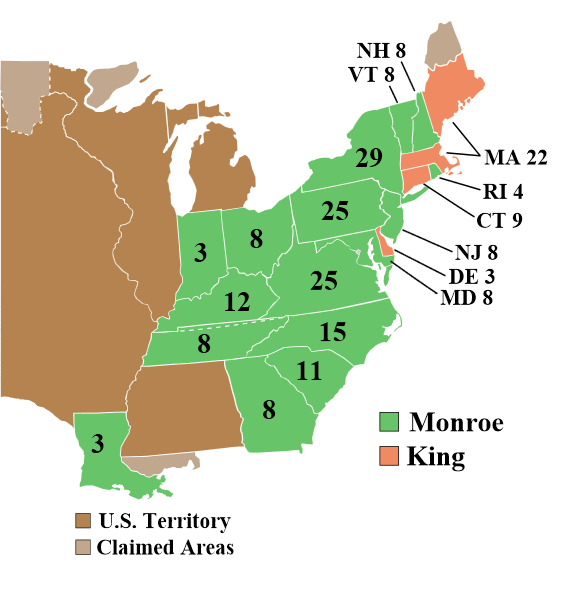 NH 8
VT 8
29
MA 22
RI 4
25
CT 9
3
8
NJ 8
25
DE 3
12
MD 8
8
15
11
8
Monroe
3
King
U.S. Territory
Claimed Areas